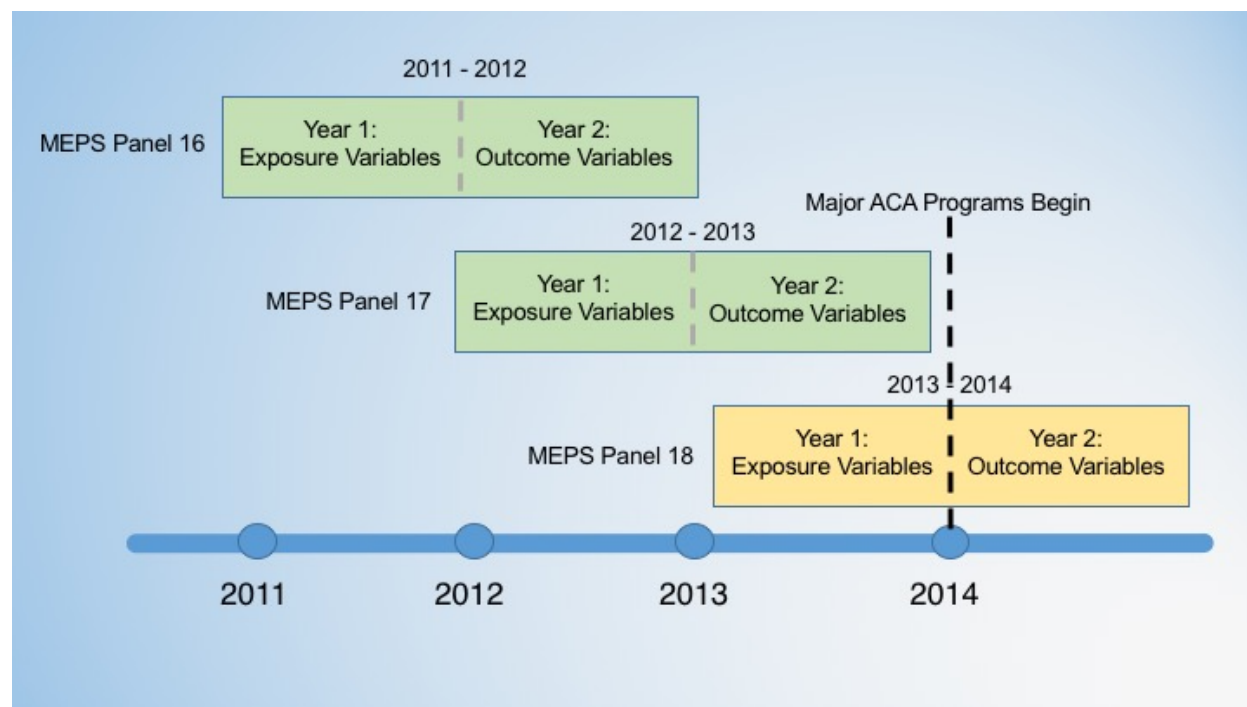 2011 - 2012
MEPS Panel 16
Year 1:
Exposure Variables
Year 2:
Outcome Variables
Major ACA Programs Begin
2012 - 2013
MEPS Panel 17
Year 1:
Exposure Variables
Year 2:
Outcome Variables
2013 - 2014
MEPS Panel 18
Year 1:
Exposure Variables
Year 2:
Outcome Variables
2011
2012
2013
2014